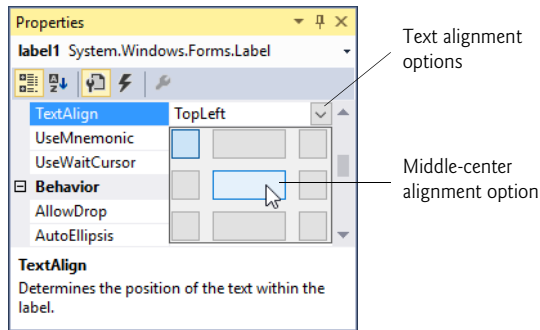 Properties
label1 System.Windows.Forms.Label
TextAlign TopLeft
UseMnemonic
UseWaitCursor
Behavior
AllowDrop
AutoEllipsis
TextAlign
Determines the position of the text within the
label.
Text alignment
options
Middle-center
alignment option